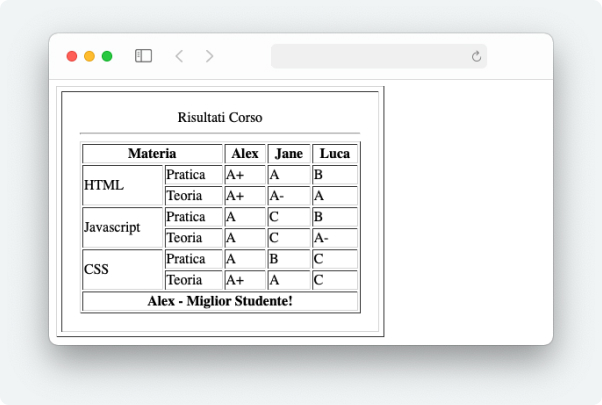 Risultati Corso
Materia Alex Jane Luca
HTML Pratica A+ A B
Teoria A+ A- A
Javascript Pratica A C B
Teoria A C A-
CSS Pratica A B C
Teoria A+ A C
Alex - Miglior Studente!